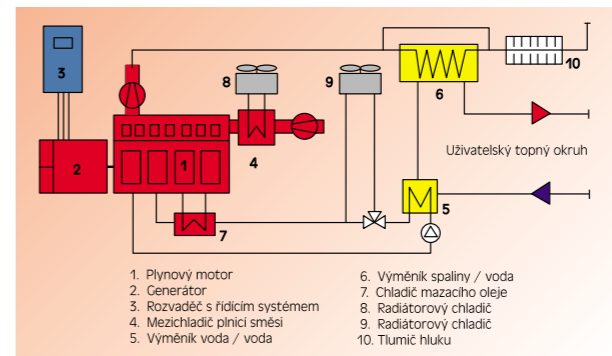 3
8
9
10
6
4
Uživatelský topný okruh
2
1
5
7
1. Plynový motor
2. Generátor
3. Rozvaděč s řídícím systémem
4. Mezichladič plnicí směsi
5. Výměník voda / voda
6. Výměník spaliny / voda
7. Chladič mazacího oleje
8. Radiátorový chladič
9. Radiátorový chladič
10. Tlumič hluku